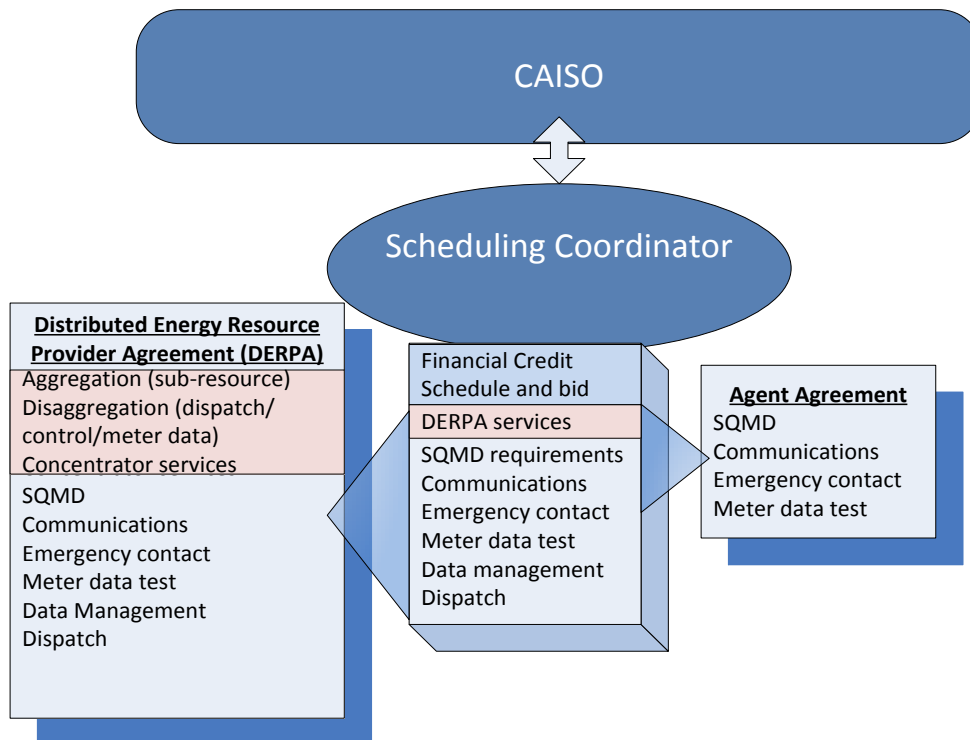 CAISO
Scheduling Coordinator
Distributed Energy Resource
Provider Agreement (DERPA)
Aggregation (sub-resource)
Disaggregation (dispatch/
control/meter data)
Concentrator services
SQMD
Communications
Emergency contact
Meter data test
Data Management
Dispatch
Financial Credit
Schedule and bid
DERPA services
SQMD requirements
Communications
Emergency contact
Meter data test
Data management
Dispatch
Agent Agreement
SQMD
Communications
Emergency contact
Meter data test